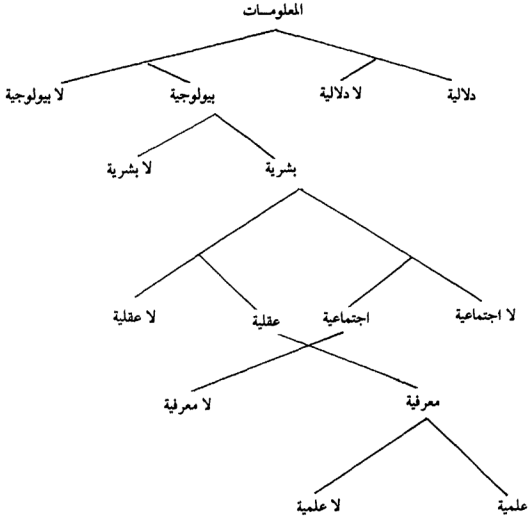 المعلومـــات
دلالية
لا دلالية
بيولوجية
لا بيولوجية
بشرية
لا بشرية
لا اجتماعية
اجتماعية
عقلية
لا عقلية
معرفية
لا معرفية
علمية
لا علمية